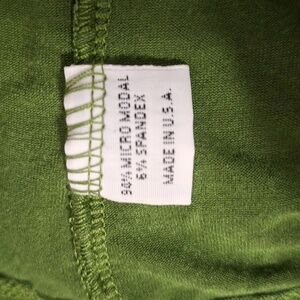 94% MICRO MODAL
6% SPANDEX
MADE IN U.S.A.